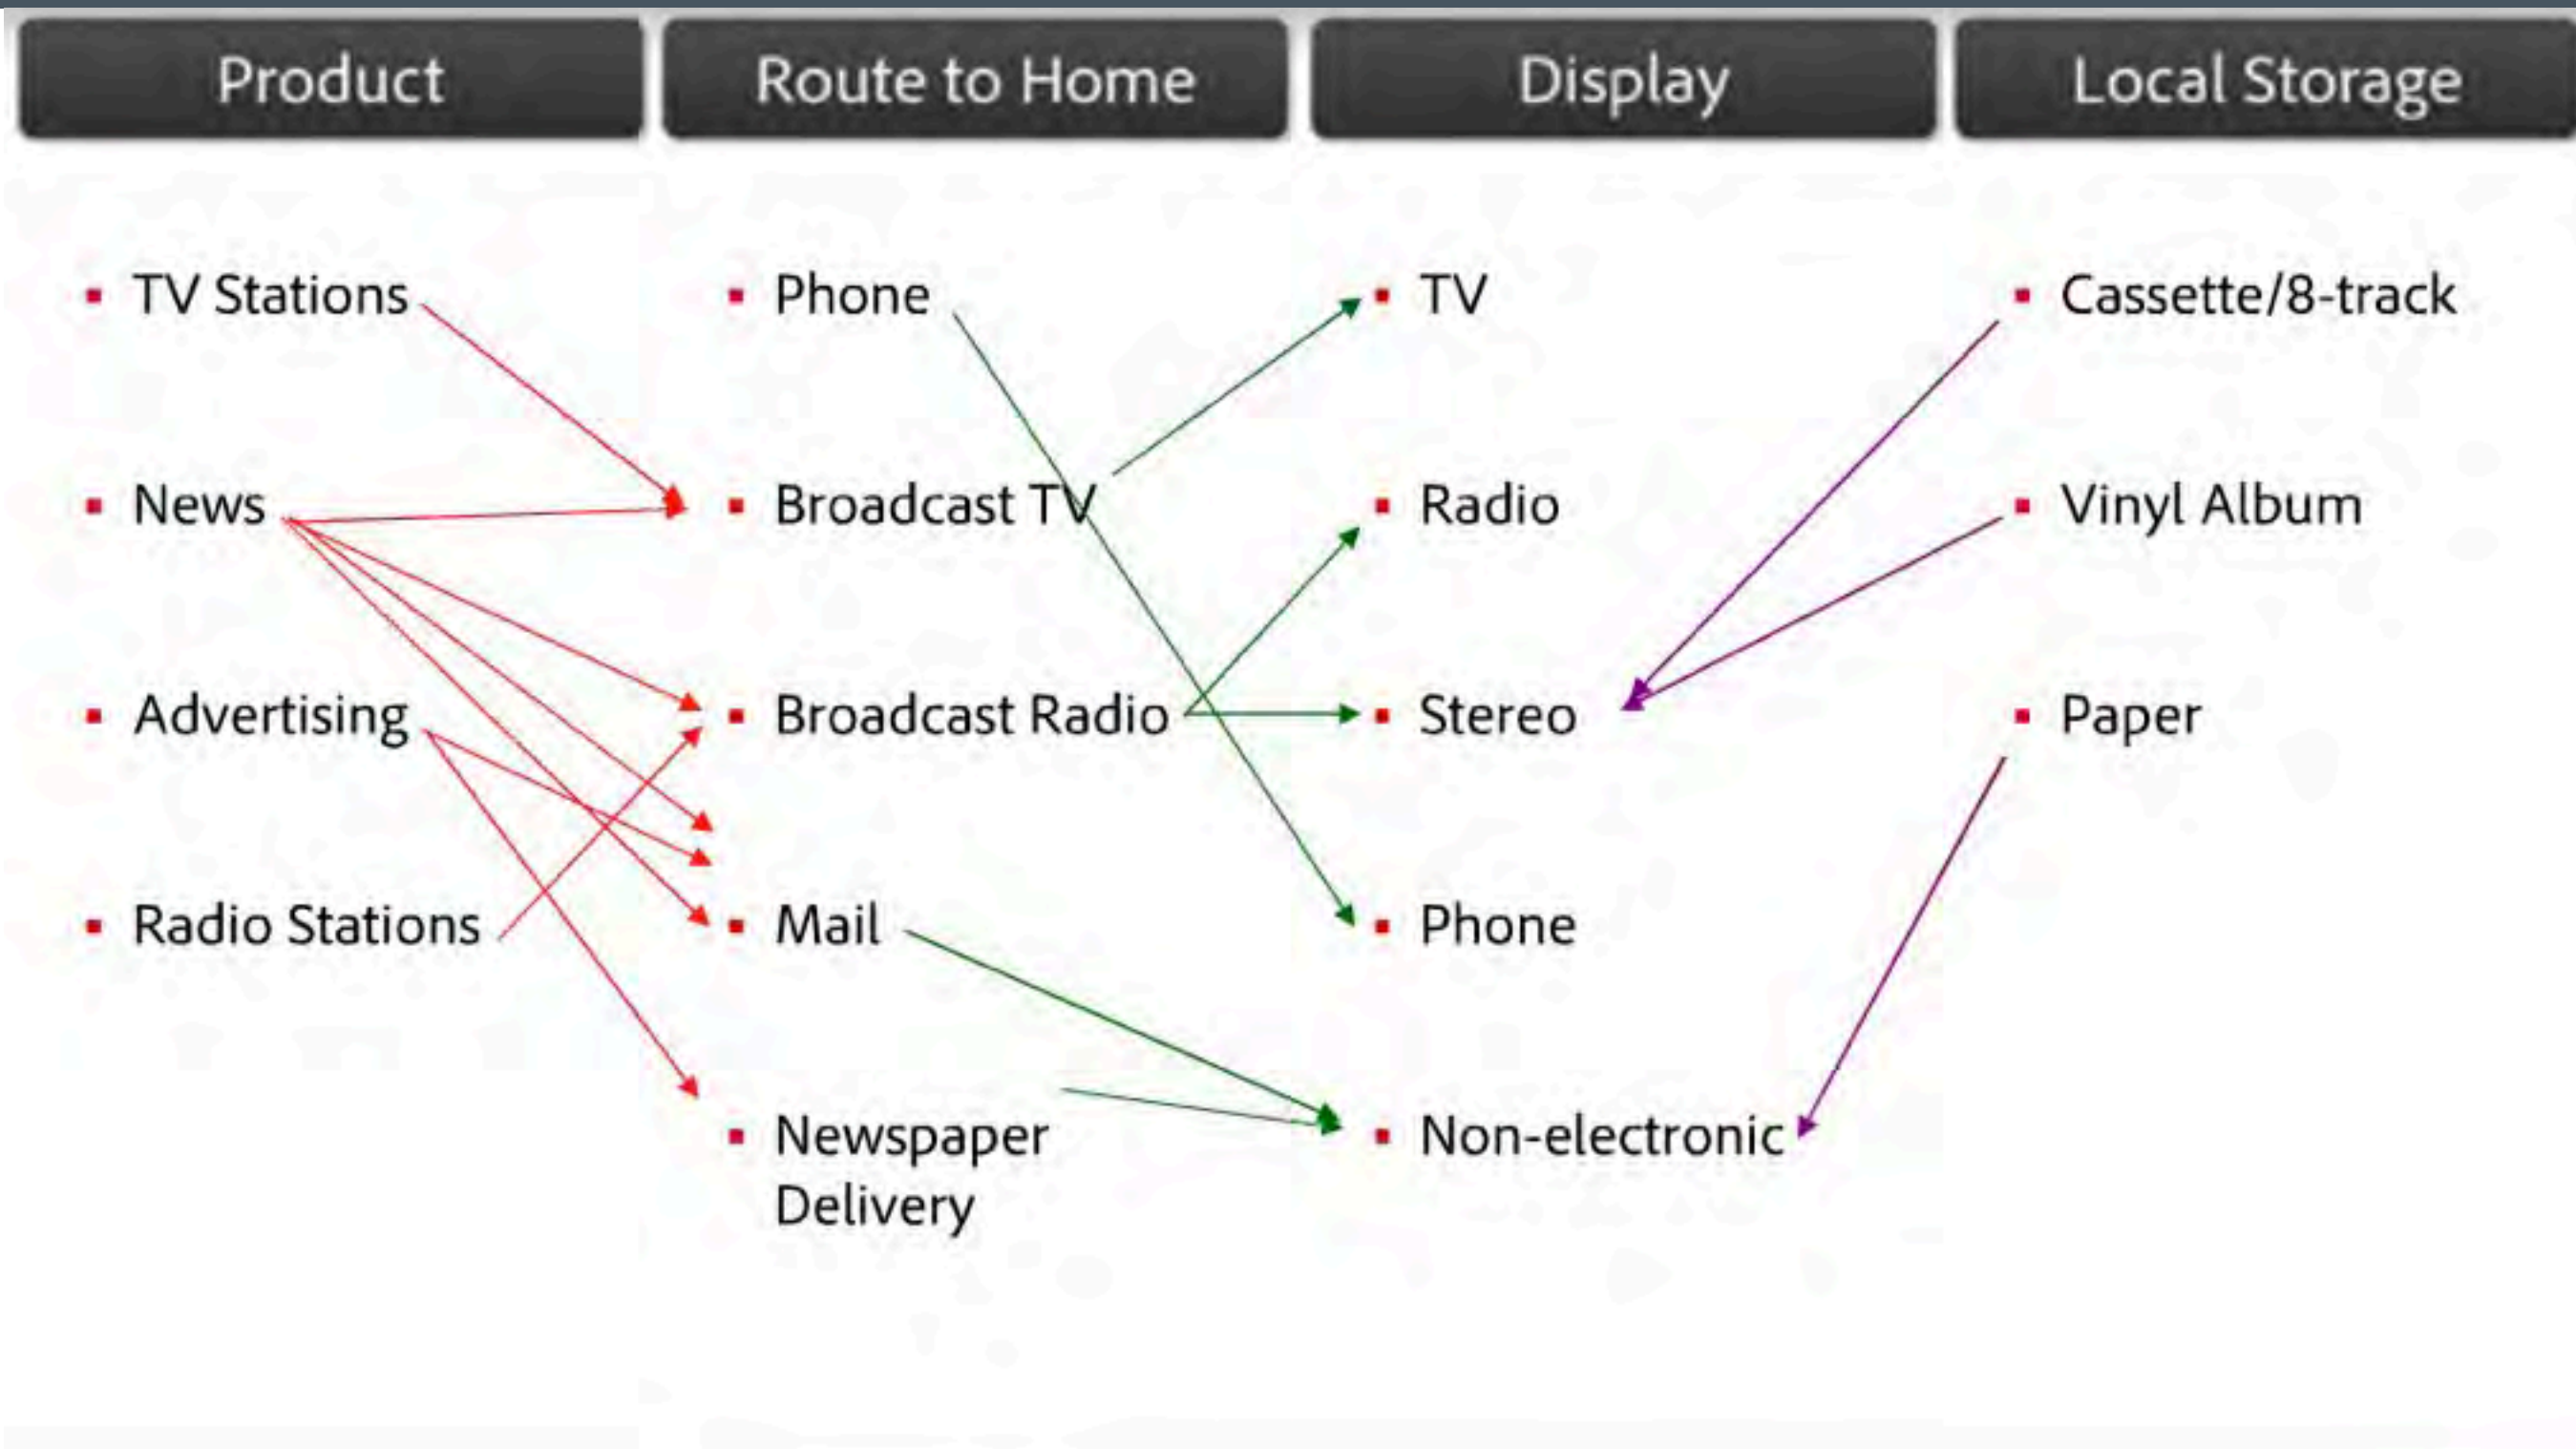 Product
Route to Home
Display
Local Storage
TV Stations
Phone
TV
Cassette/8-track
News
Broadcast TV
Radio
Vinyl Album
Advertising
Broadcast Radio
Stereo
Paper
Radio Stations
Mail
Phone
Newspaper
Delivery
Non-electronic